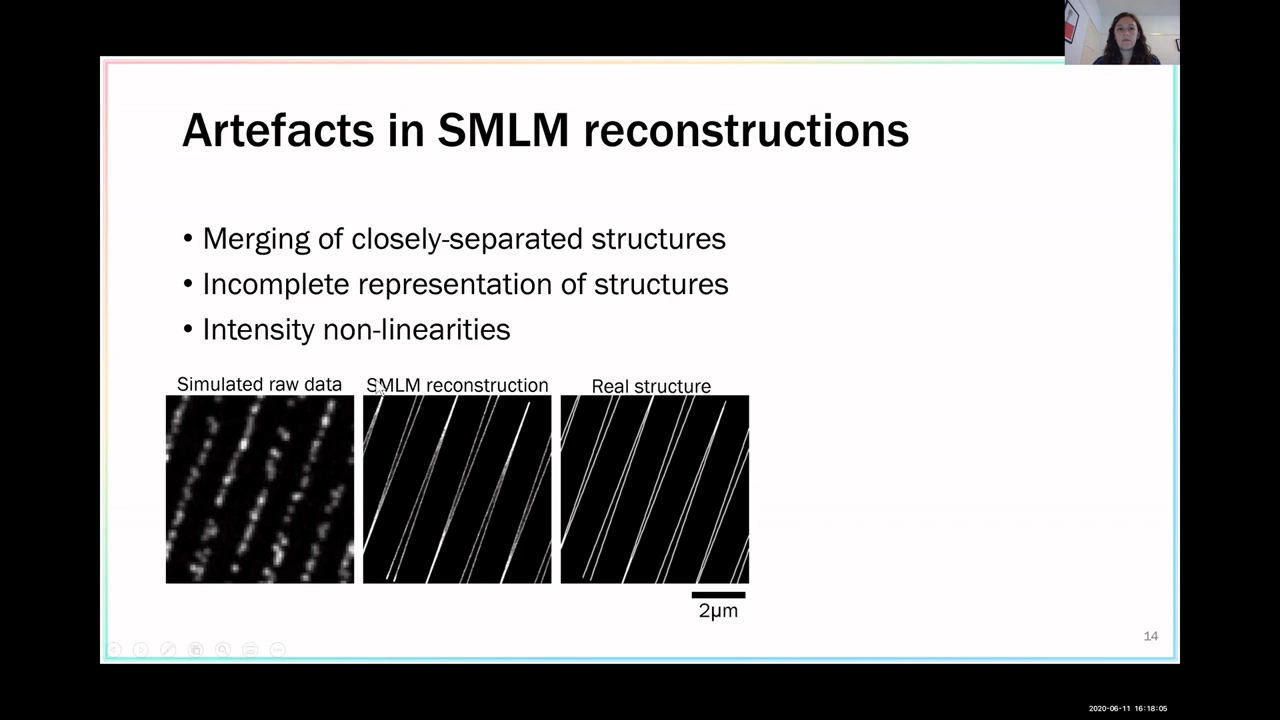 Artefacts in SMLM reconstructions
• Merging of closely-separated structures
• Incomplete representation of structures
• Intensity non-linearities
Simulated raw data SMLM reconstruction Real structure
2μm
14
2020-06-11 16:18:05